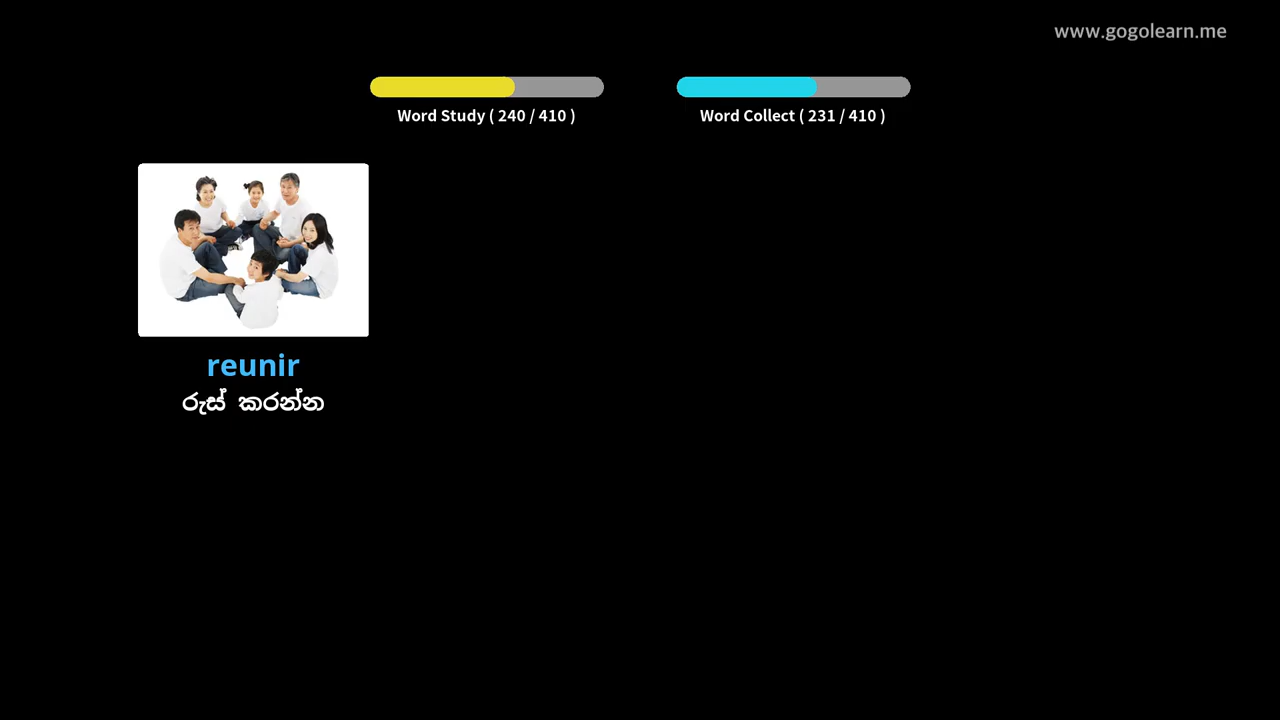 www.gogolearn.me
Word Study ( 240 / 410 )
Word Collect ( 231 / 410 )
reunir
රුස් කරන්න